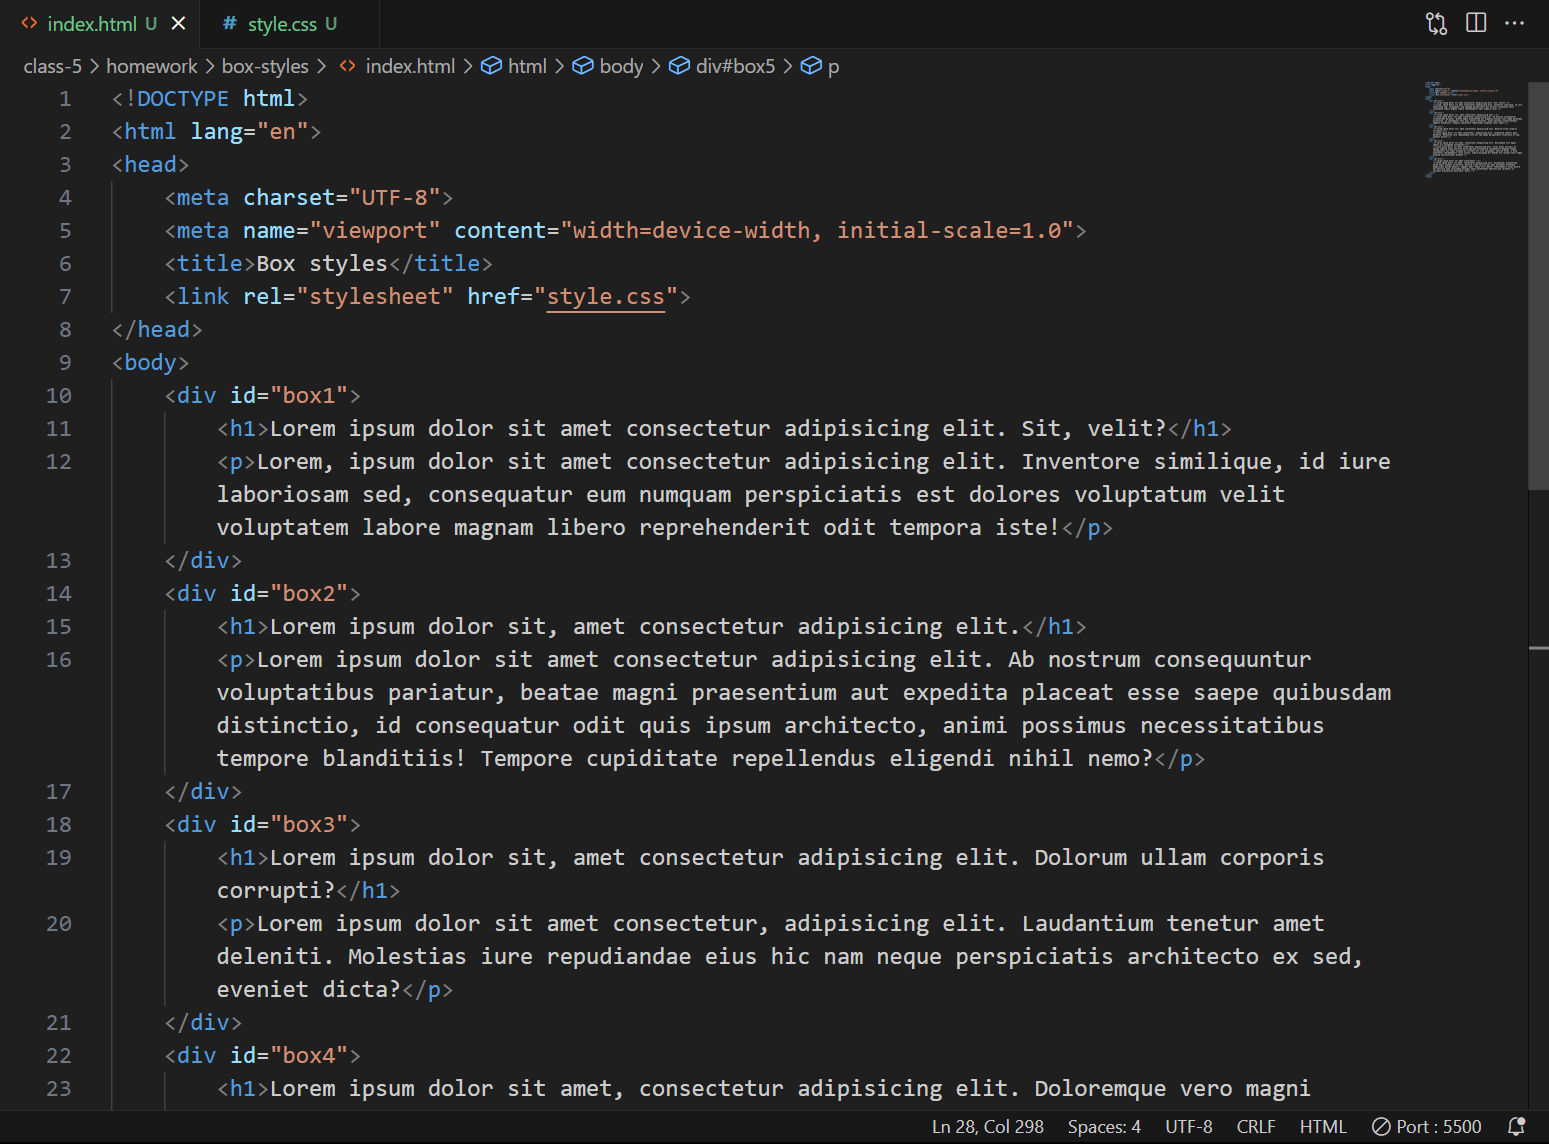 index.html U
style.css U
class-5 > homework > box-styles > index.html > html > body > div#box5 > p
1 <!DOCTYPE html>
2 <html lang="en">
3 <head>
4 <meta charset="UTF-8">
5 <meta name="viewport" content="width=device-width, initial-scale=1.0">
6 <title>Box styles</title>
7 <link rel="stylesheet" href="style.css">
8 </head>
9 <body>
10 <div id="box1">
11 <h1>Lorem ipsum dolor sit amet consectetur adipisicing elit. Sit, velit?</h1>
12 <p>Lorem, ipsum dolor sit amet consectetur adipisicing elit. Inventore similique, id iure
laboriosam sed, consequatur eum numquam perspiciatis est dolores voluptatum velit
voluptatem labore magnam libero reprehenderit odit tempora iste!</p>
13 </div>
14 <div id="box2">
15 <h1>Lorem ipsum dolor sit, amet consectetur adipisicing elit.</h1>
16 <p>Lorem ipsum dolor sit amet consectetur adipisicing elit. Ab nostrum consequuntur
voluptatibus pariatur, beatae magni praesentium aut expedita placeat esse saepe quibusdam
distinctio, id consequatur odit quis ipsum architecto, animi possimus necessitatibus
tempore blanditiis! Tempore cupiditate repellendus eligendi nihil nemo?</p>
17 </div>
18 <div id="box3">
19 <h1>Lorem ipsum dolor sit, amet consectetur adipisicing elit. Dolorum ullam corporis
corrupti?</h1>
20 <p>Lorem ipsum dolor sit amet consectetur, adipisicing elit. Laudantium tenetur amet
deleniti. Molestias iure repudiandae eius hic nam neque perspiciatis architecto ex sed,
eveniet dicta?</p>
21 </div>
22 <div id="box4">
23 <h1>Lorem ipsum dolor sit amet, consectetur adipisicing elit. Doloremque vero magni
Ln 28, Col 298 Spaces: 4 UTF-8 CRLF HTML Port : 5500